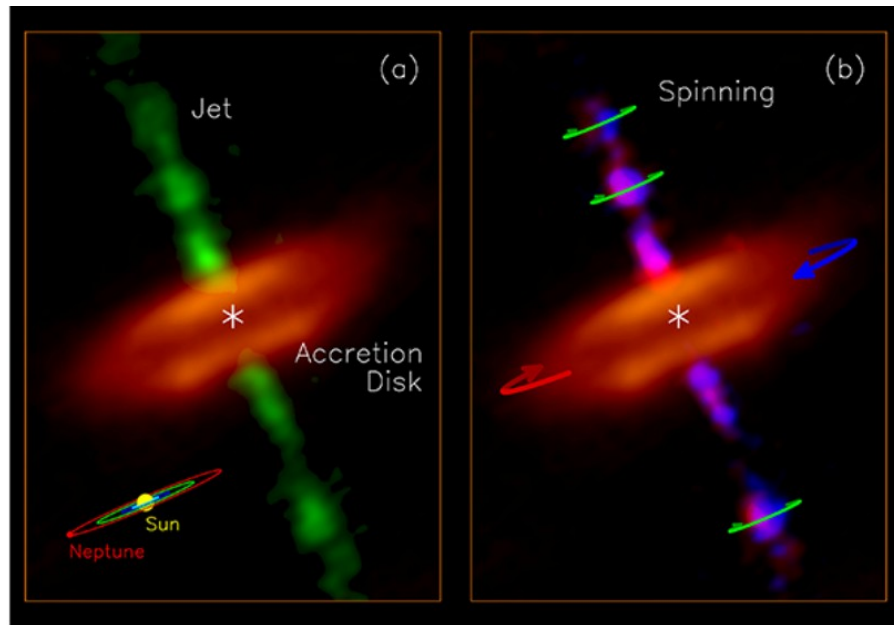 (a)
Jet
*
Accretion
Disk
Sun
Neptune
(b)
Spinning
*